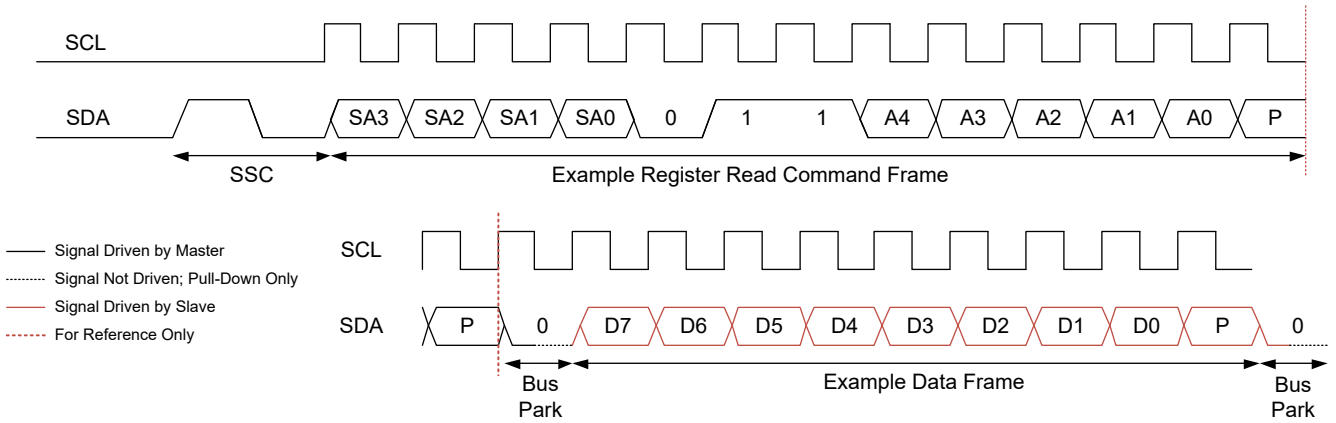 SCL
SDA SA3 SA2 SA1 SA0 0 1 1 A4 A3 A2 A1 A0 P
SSC Example Register Read Command Frame
Signal Driven by Master
Signal Not Driven; Pull-Down Only
Signal Driven by Slave
For Reference Only
SCL
SDA P 0 D7 D6 D5 D4 D3 D2 D1 D0 P 0
Bus Park
Example Data Frame
Bus Park